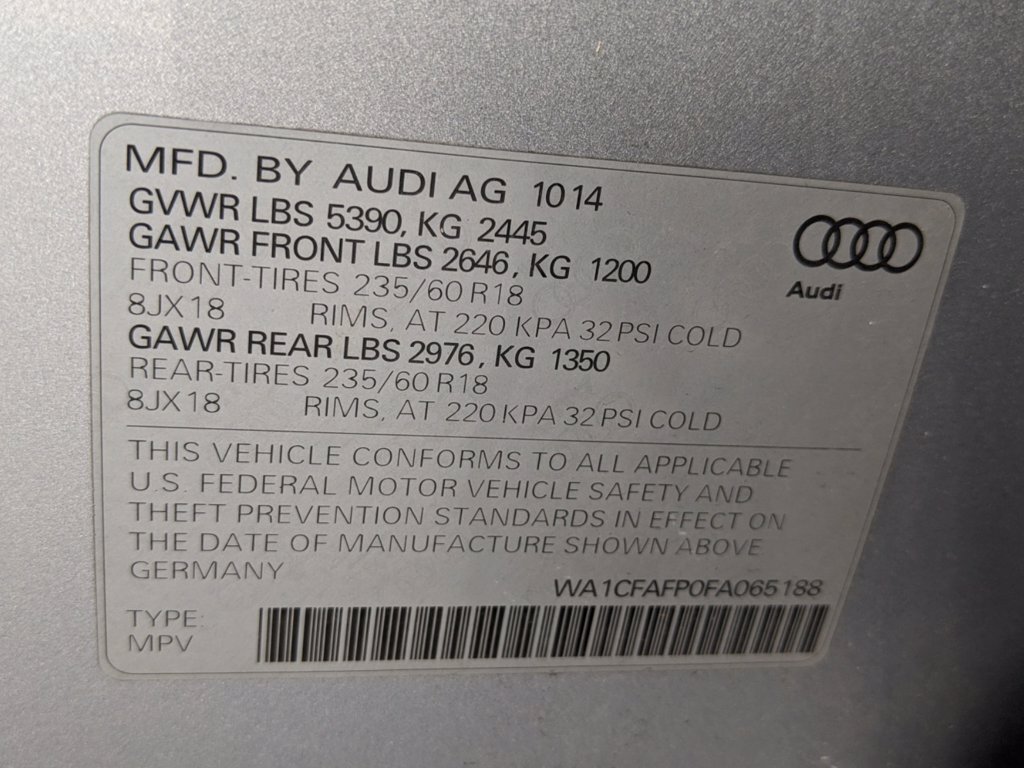 MFD. BY AUDI AG 10 14
GVWR LBS 5390, KG 2445
GAWR FRONT LBS 2646, KG 1200
FRONT-TIRES 235/60 R18
8JX18 RIMS, AT 220 KPA 32 PSI COLD
GAWR REAR LBS 2976, KG 1350
REAR-TIRES 235/60 R18
8JX18 RIMS, AT 220 KPA 32 PSI COLD
Audi
THIS VEHICLE CONFORMS TO ALL APPLICABLE
U.S. FEDERAL MOTOR VEHICLE SAFETY AND
THEFT PREVENTION STANDARDS IN EFFECT ON
THE DATE OF MANUFACTURE SHOWN ABOVE
GERMANY
WA1CFAFP0FA065188
TYPE:
MPV